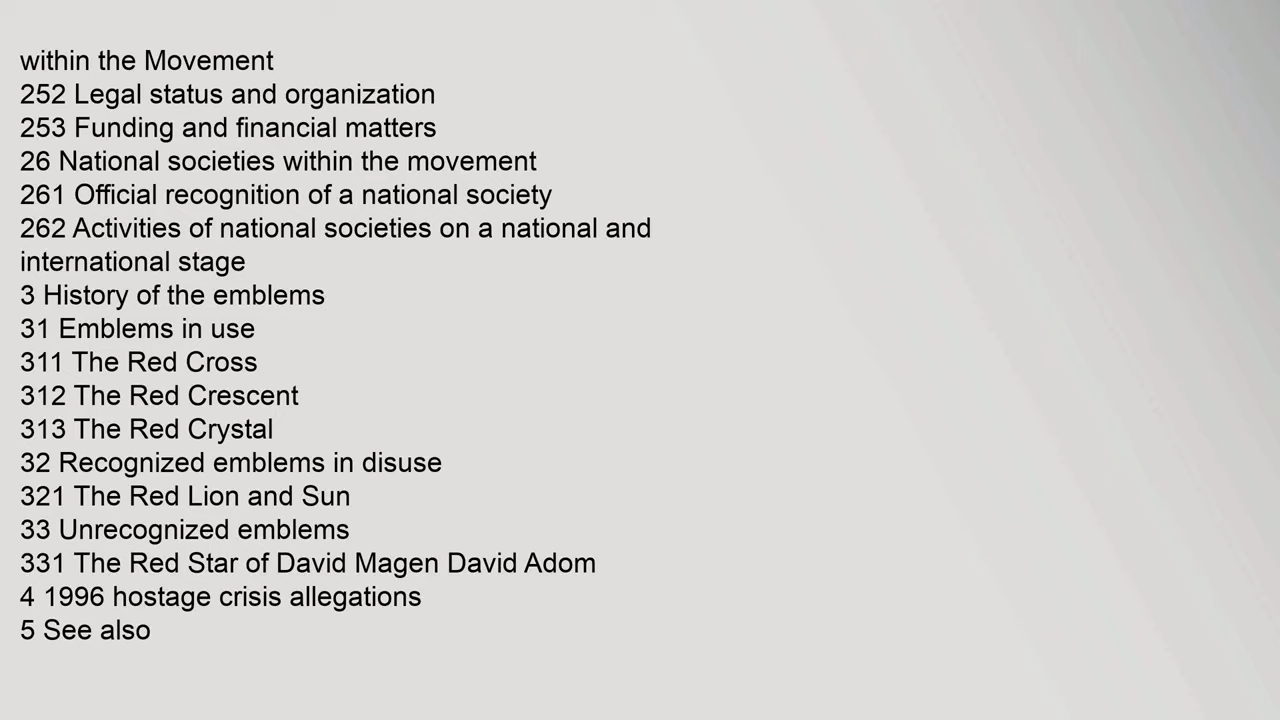 within the Movement
252 Legal status and organization
253 Funding and financial matters
26 National societies within the movement
261 Official recognition of a national society
262 Activities of national societies on a national and
international stage
3 History of the emblems
31 Emblems in use
311 The Red Cross
312 The Red Crescent
313 The Red Crystal
32 Recognized emblems in disuse
321 The Red Lion and Sun
33 Unrecognized emblems
331 The Red Star of David Magen David Adom
4 1996 hostage crisis allegations
5 See also